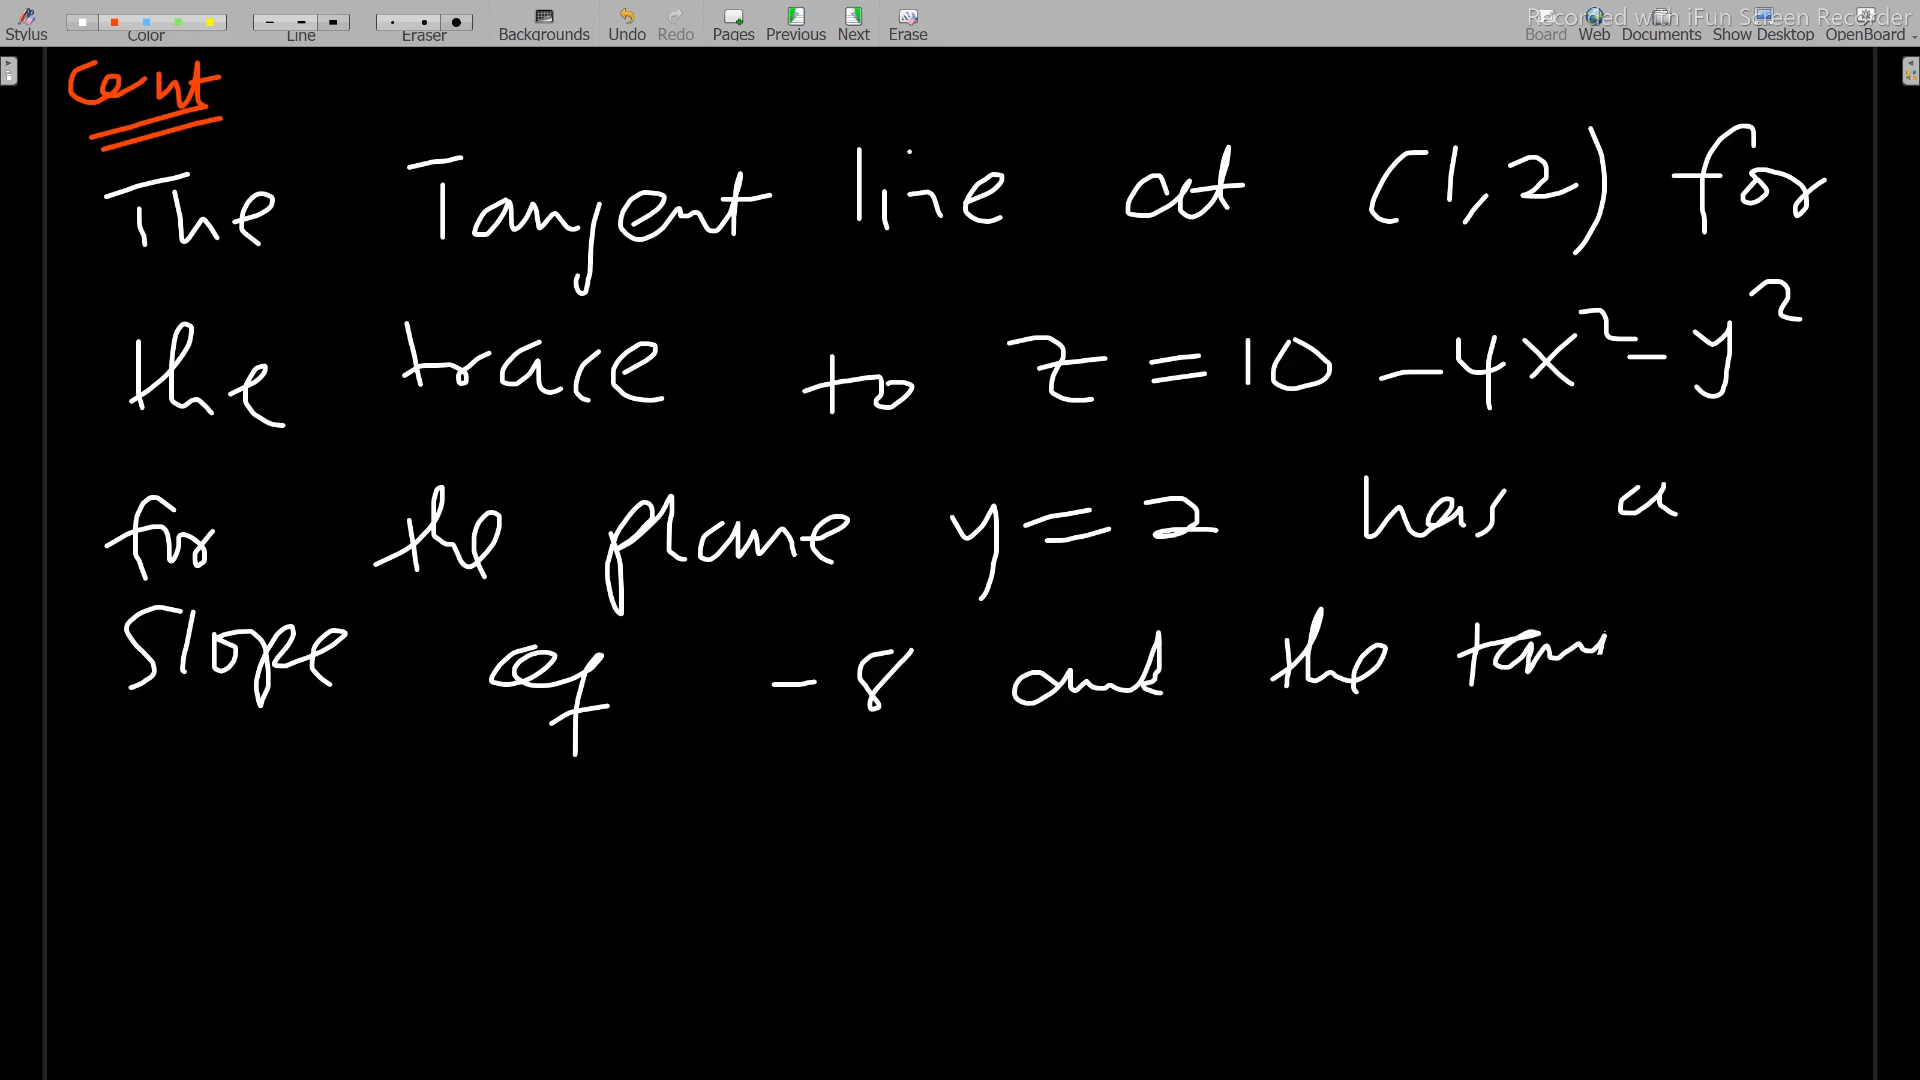 Recorded with iFun Screen Recorder
Stylus Color Line Eraser Backgrounds Undo Redo Pages Previous Next Erase Board Web Documents Show Desktop OpenBoard
Cont
The Tangent line at (1,2) for
the trace to z = 10 - 4x² - y²
for the plane y = 2 has a
Slope of - 8 and the tan